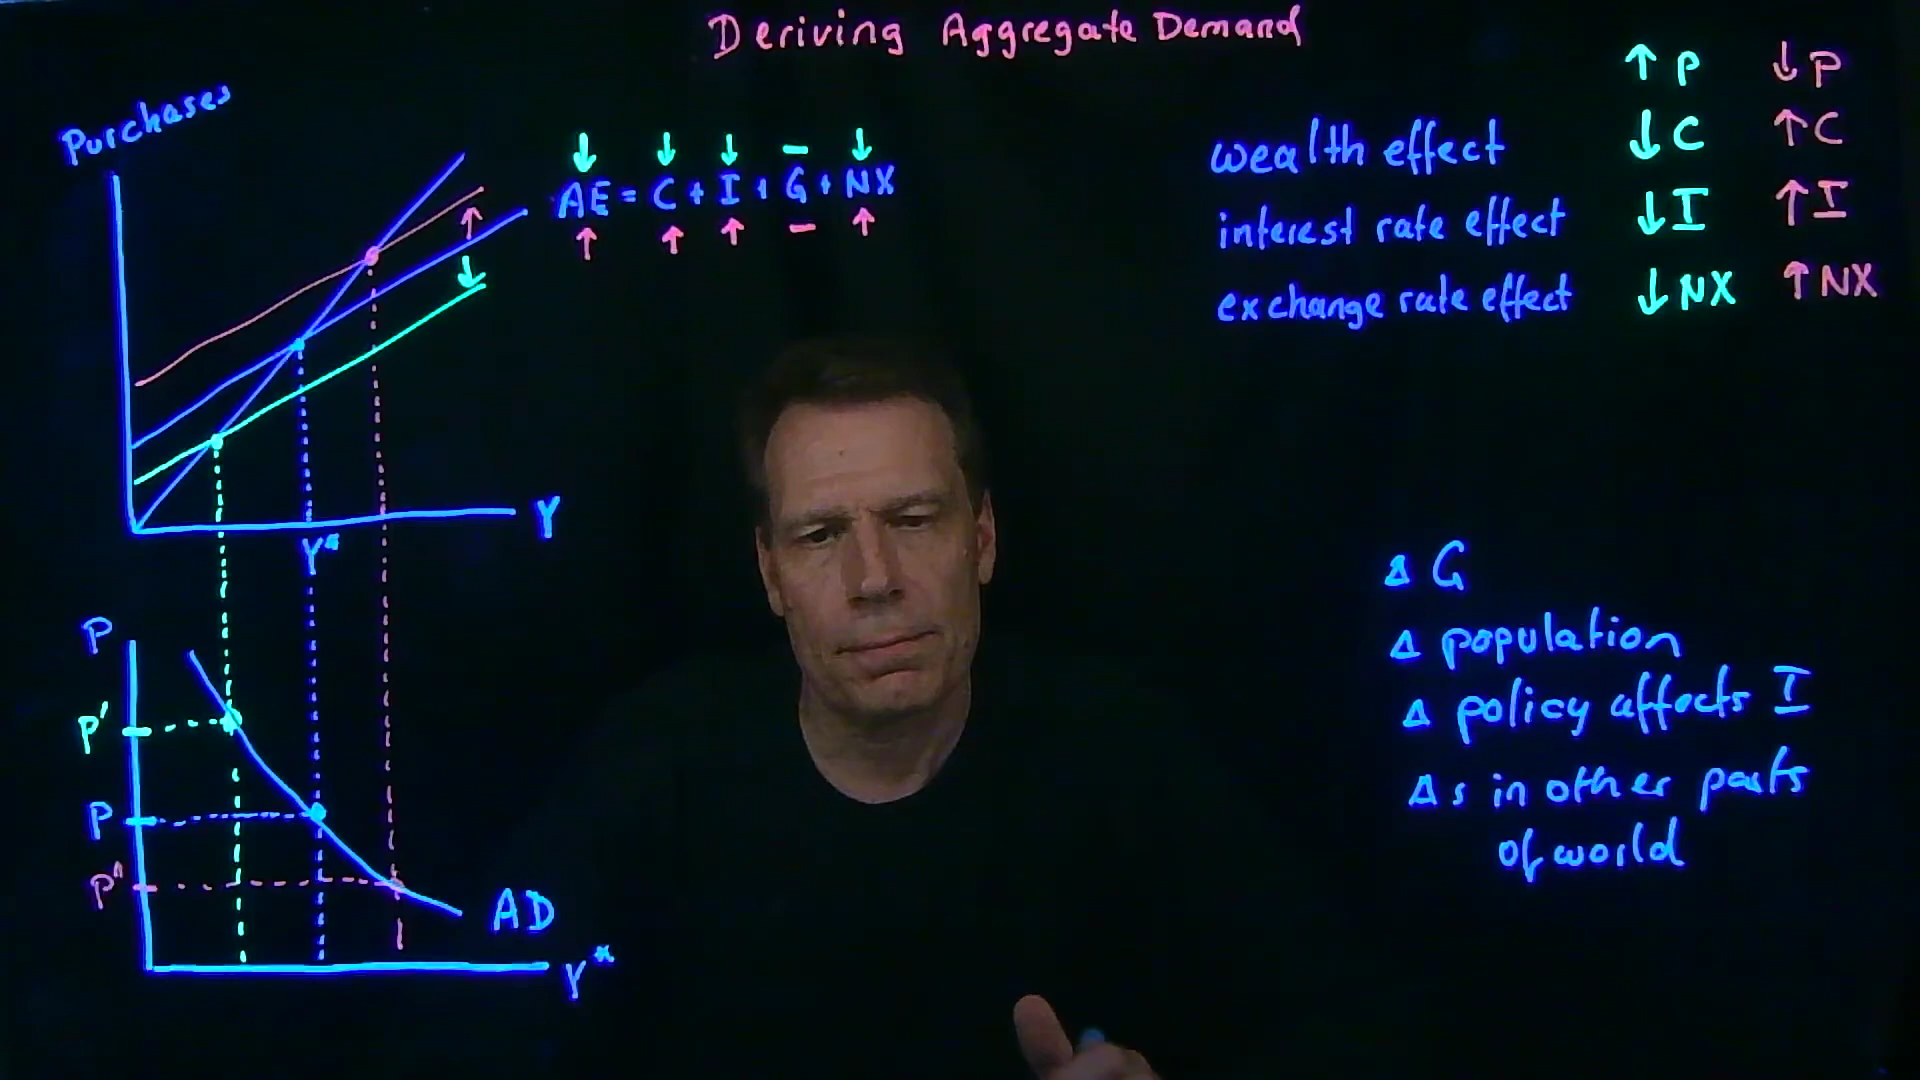 Deriving Aggregate Demand
Purchases
AE = C + I + G + NX
Y
Y*
P
P'
P
P"
AD
Y*
↑ P ↓ P
wealth effect ↓ C ↑ C
interest rate effect ↓ I ↑ I
exchange rate effect ↓ NX ↑ NX
Δ G
Δ population
Δ policy affects I
Δs in other parts
of world